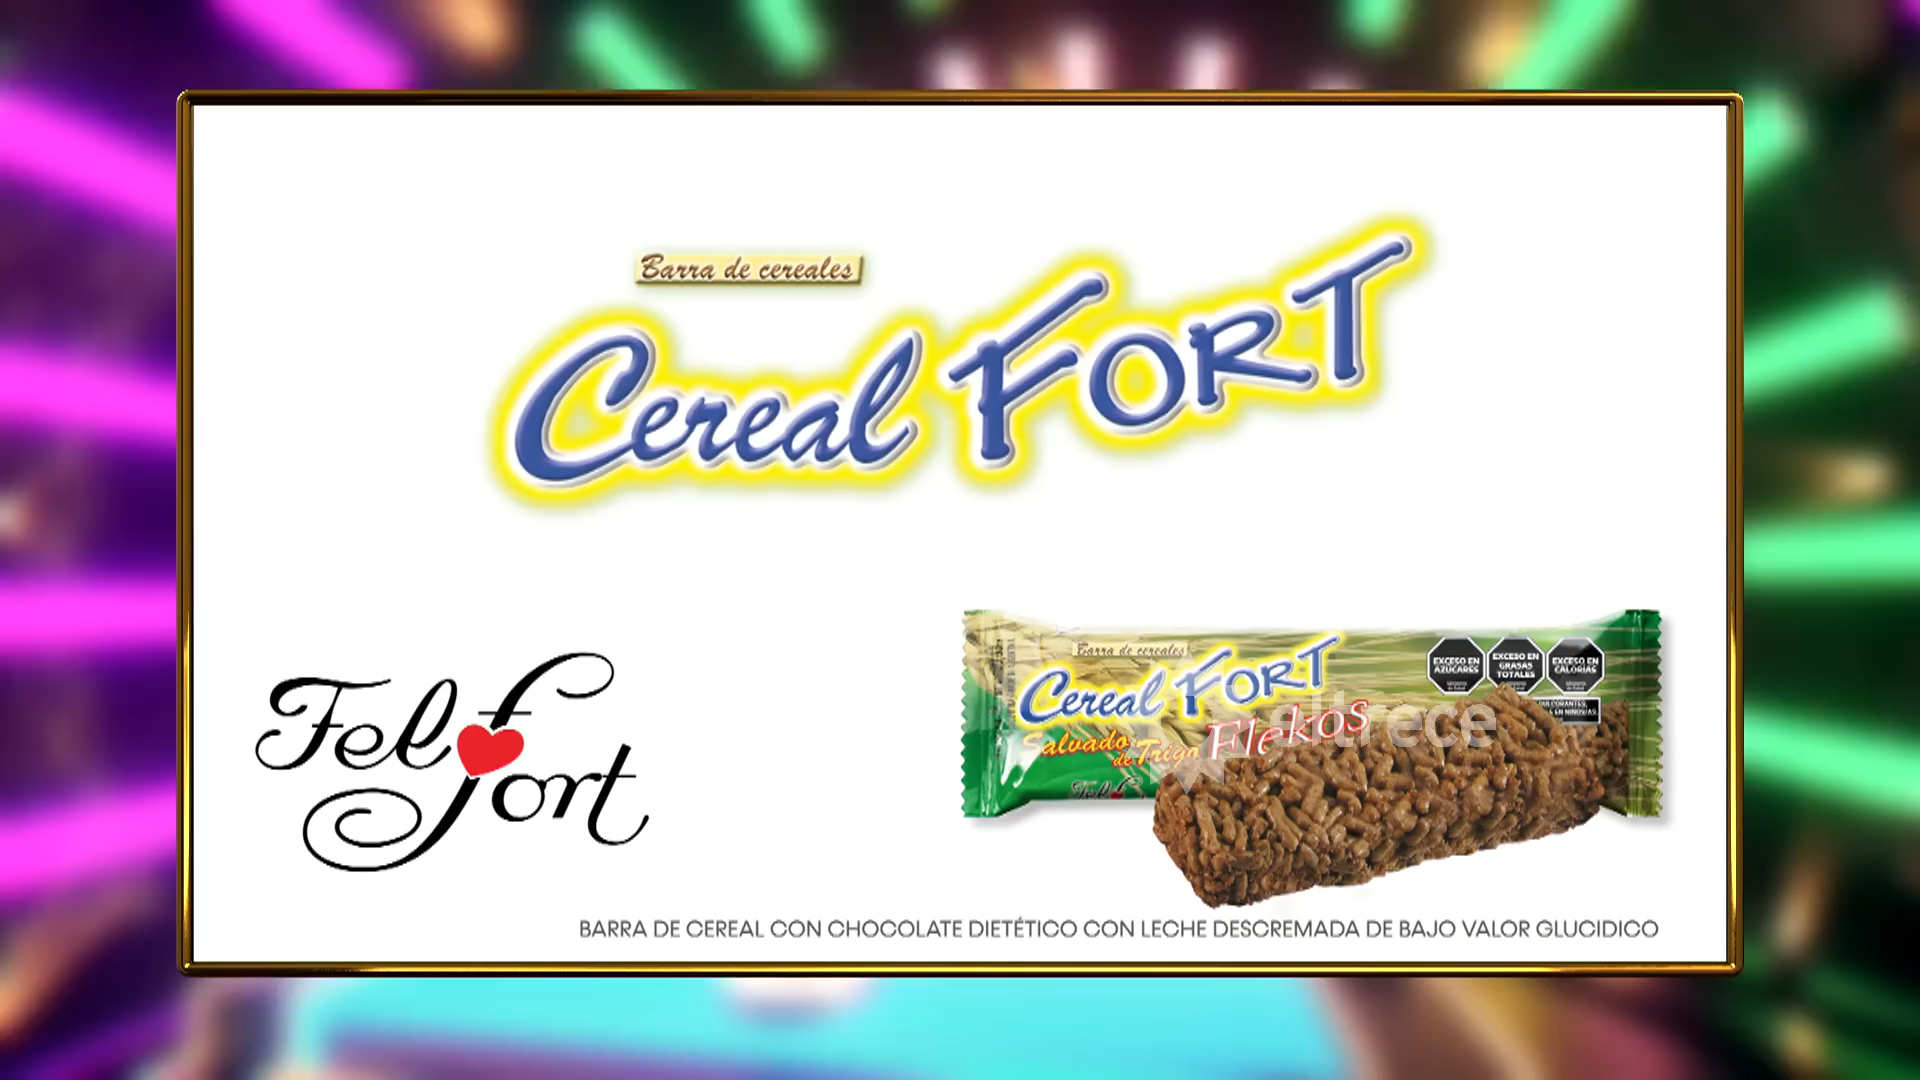 Barra de cereales
Cereal FORT
Fel Fort
Barra de cereales
Cereal FORT
Salvado de Trigo
Flekos
EXCESO EN AZÚCARES
EXCESO EN GRASAS TOTALES
EXCESO EN CALORÍAS
eltrece
BARRA DE CEREAL CON CHOCOLATE DIETÉTICO CON LECHE DESCREMADA DE BAJO VALOR GLUCIDICO